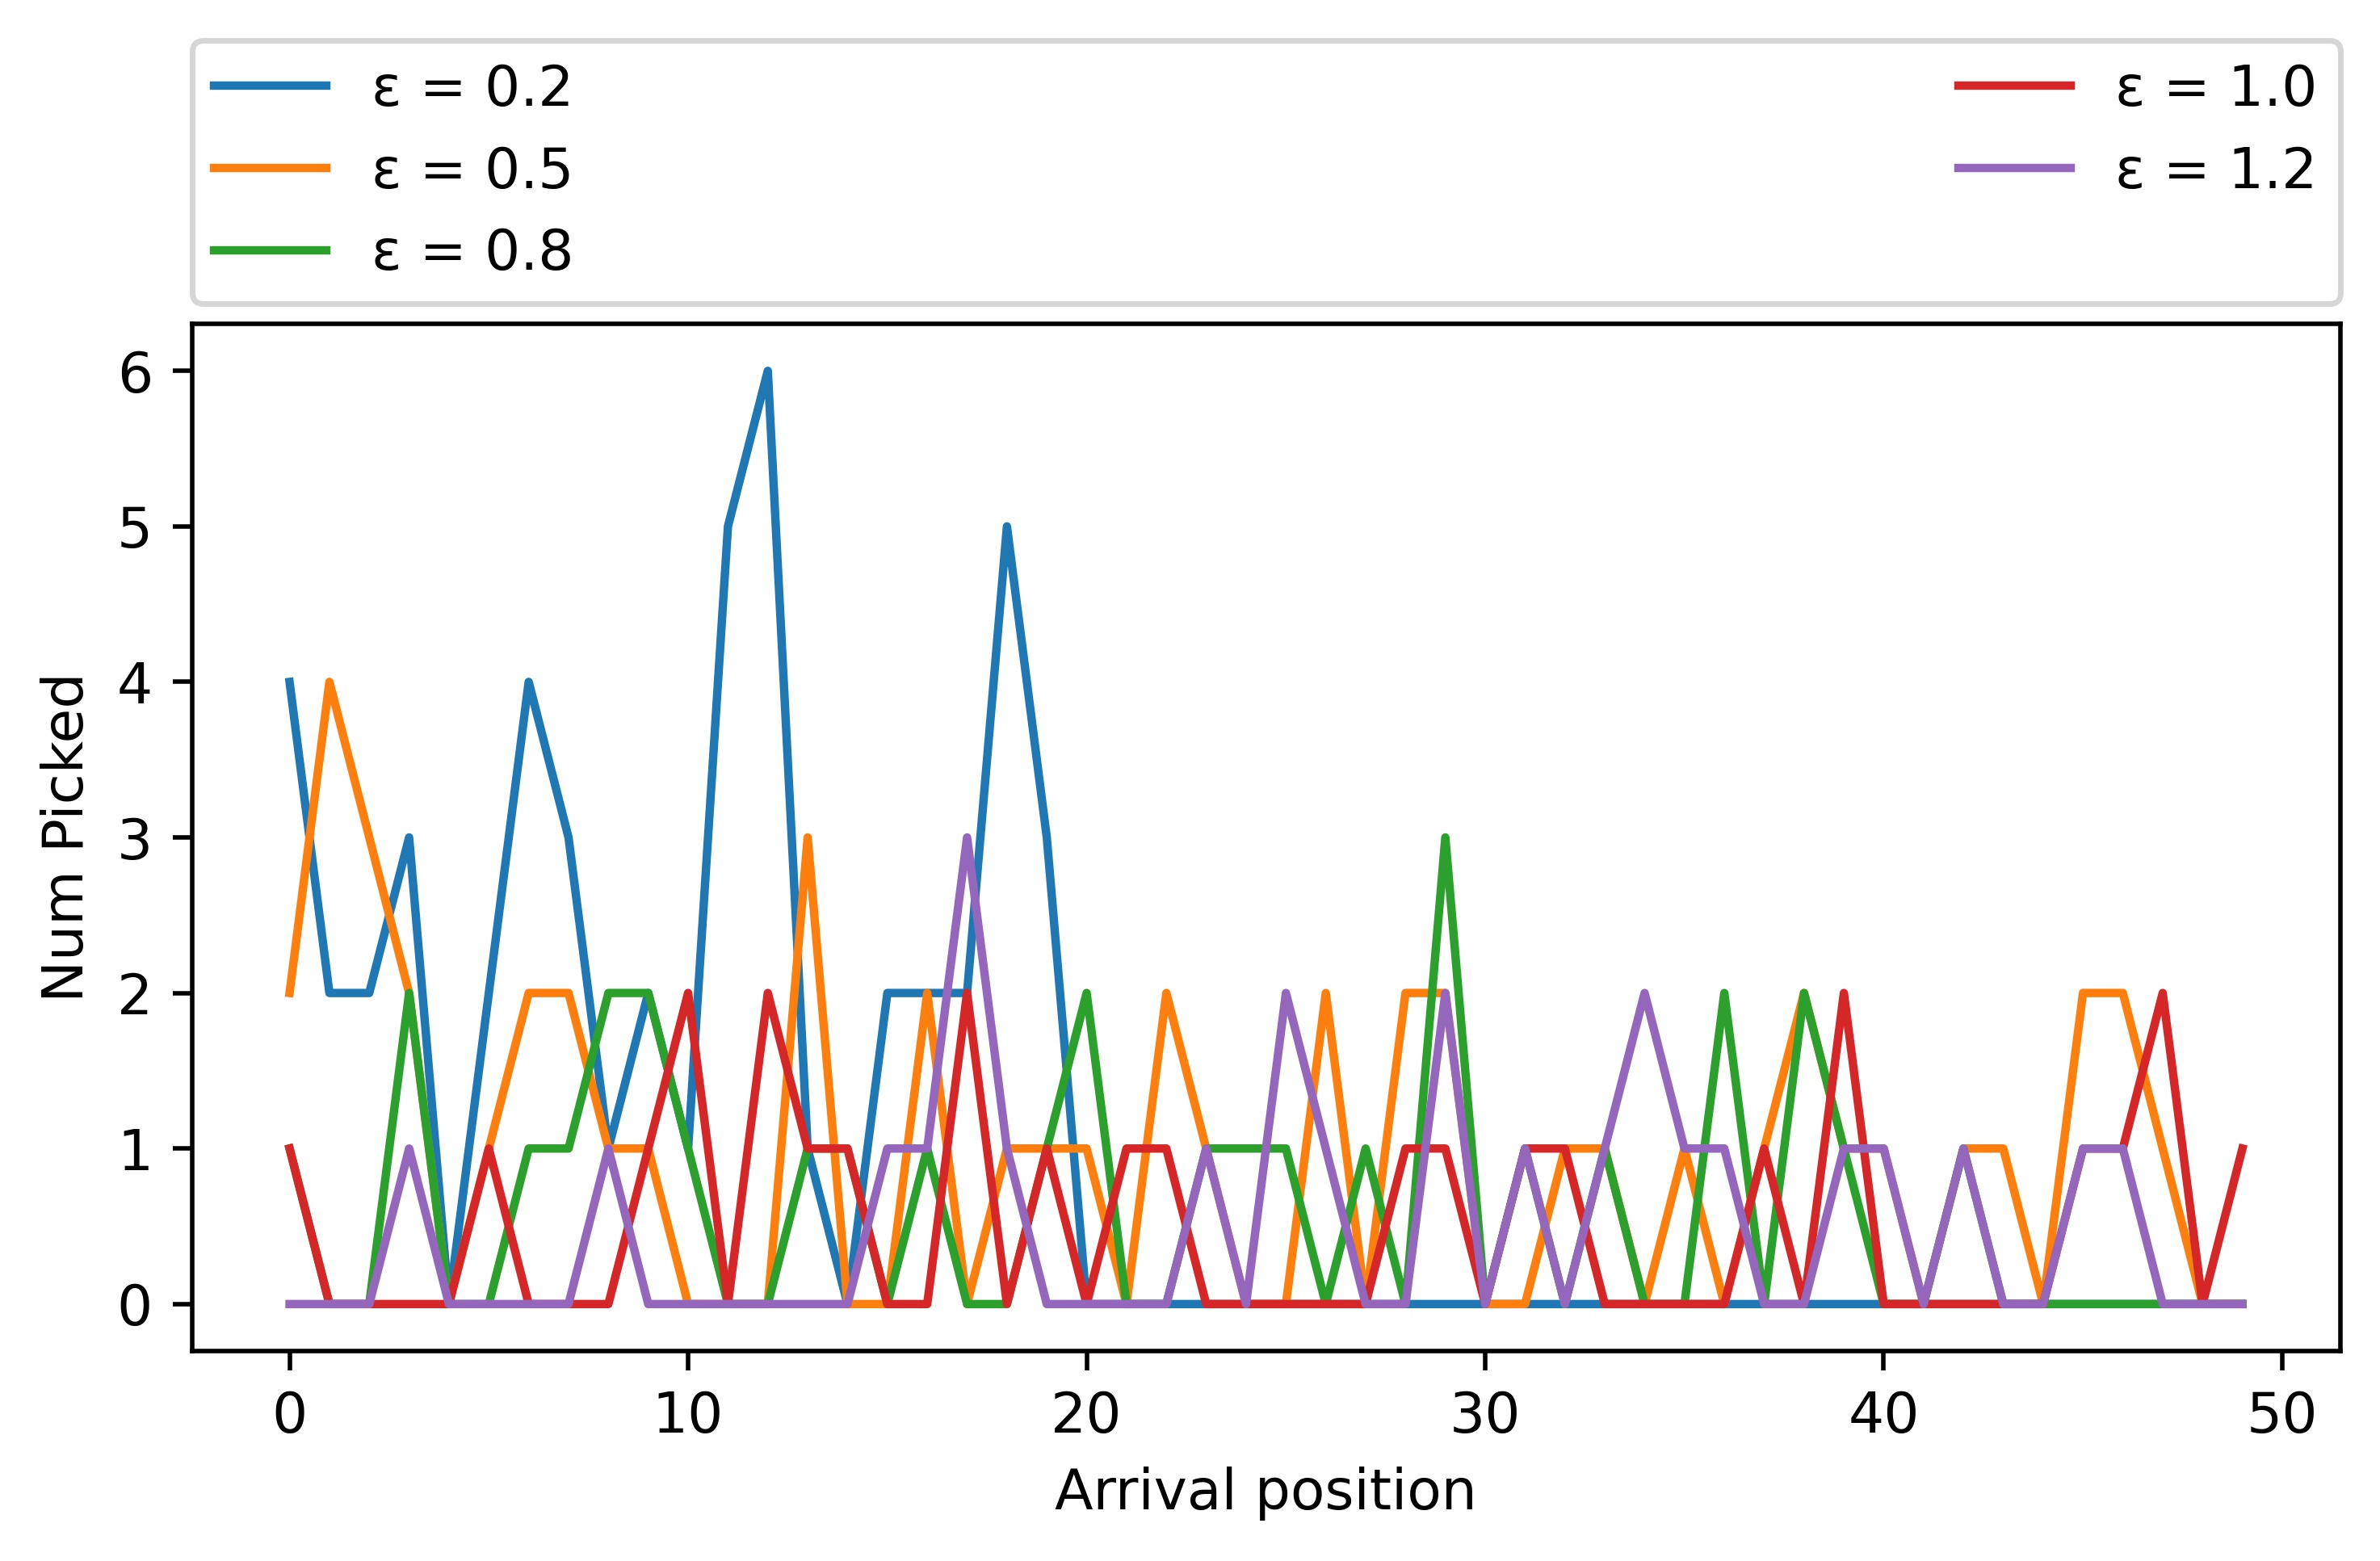 ε = 0.2
ε = 0.5
ε = 0.8
ε = 1.0
ε = 1.2
Num Picked
6
5
4
3
2
1
0
0 10 20 30 40 50
Arrival position